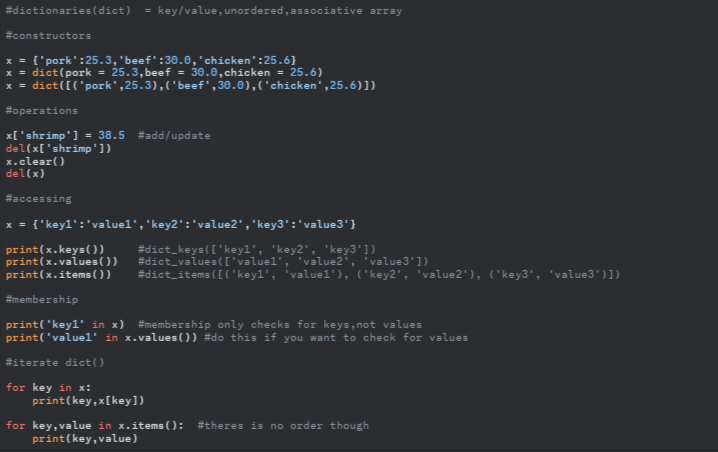 #dictionaries(dict)  = key/value,unordered,associative array
#constructors
x = {'pork':25.3,'beef':30.0,'chicken':25.6}
x = dict(pork = 25.3,beef = 30.0,chicken = 25.6)
x = dict([('pork',25.3),('beef',30.0),('chicken',25.6)])
#operations
x['shrimp'] = 38.5  #add/update
del(x['shrimp'])
x.clear()
del(x)
#accessing
x = {'key1':'value1','key2':'value2','key3':'value3'}
print(x.keys())     #dict_keys(['key1', 'key2', 'key3'])
print(x.values())   #dict_values(['value1', 'value2', 'value3'])
print(x.items())    #dict_items([('key1', 'value1'), ('key2', 'value2'), ('key3', 'value3')])
#membership
print('key1' in x)  #membership only checks for keys,not values
print('value1' in x.values()) #do this if you want to check for values
#iterate dict()
for key in x:
    print(key,x[key])
for key,value in x.items():  #theres is no order though
    print(key,value)